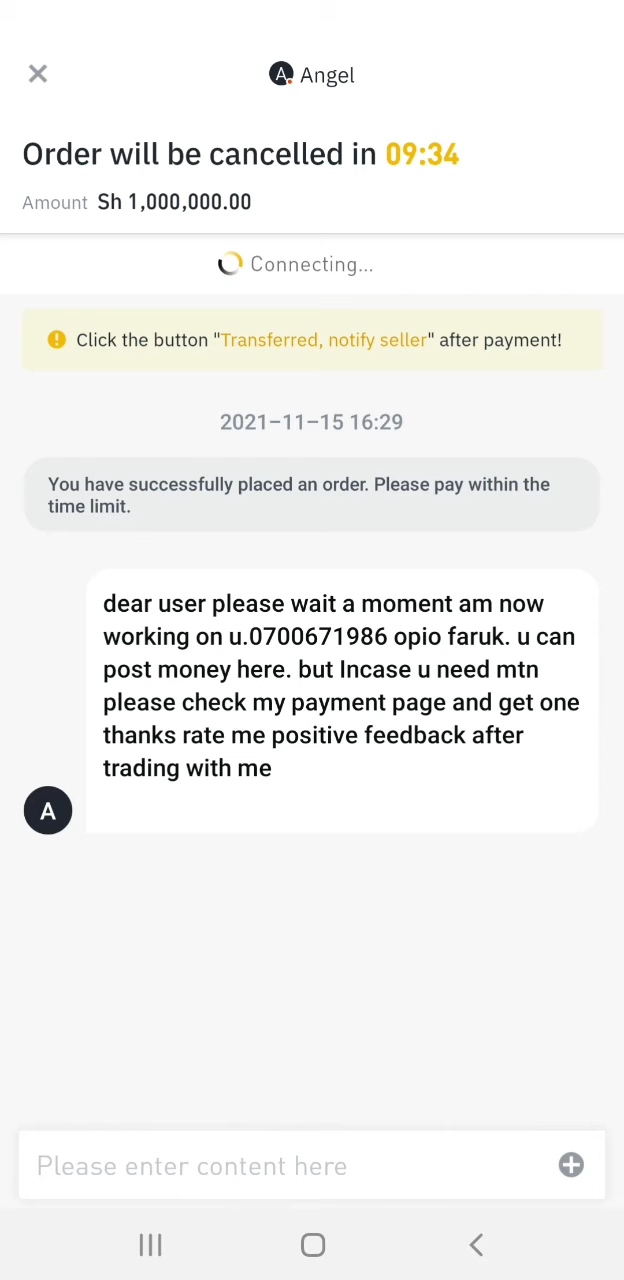 A Angel
Order will be cancelled in 09:34
Amount Sh 1,000,000.00
Connecting...
Click the button "Transferred, notify seller" after payment!
2021-11-15 16:29
You have successfully placed an order. Please pay within the
time limit.
dear user please wait a moment am now
working on u.0700671986 opio faruk. u can
post money here. but Incase u need mtn
please check my payment page and get one
thanks rate me positive feedback after
trading with me
A
Please enter content here